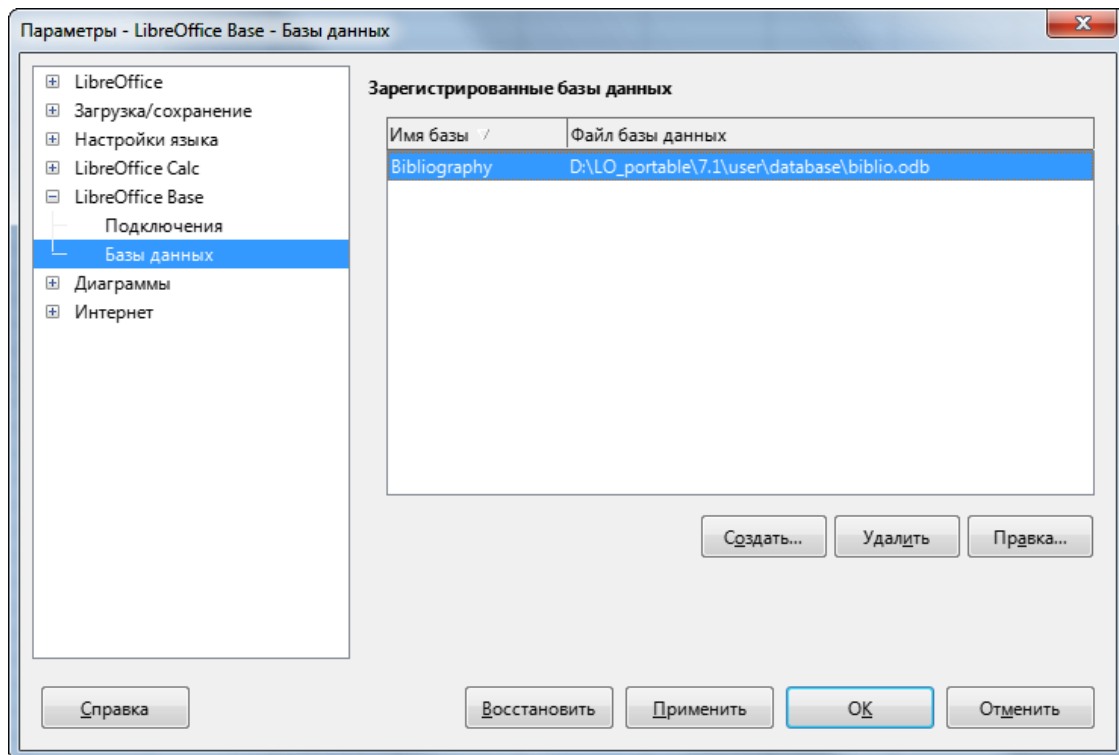 Параметры - LibreOffice Base - Базы данных
LibreOffice
Загрузка/сохранение
Настройки языка
LibreOffice Calc
LibreOffice Base
Подключения
Базы данных
Диаграммы
Интернет
Зарегистрированные базы данных
Имя базы Файл базы данных
Bibliography D:\LO_portable\7.1\user\database\biblio.odb
Создать... Удалить Правка...
Справка Восстановить Применить ОК Отменить